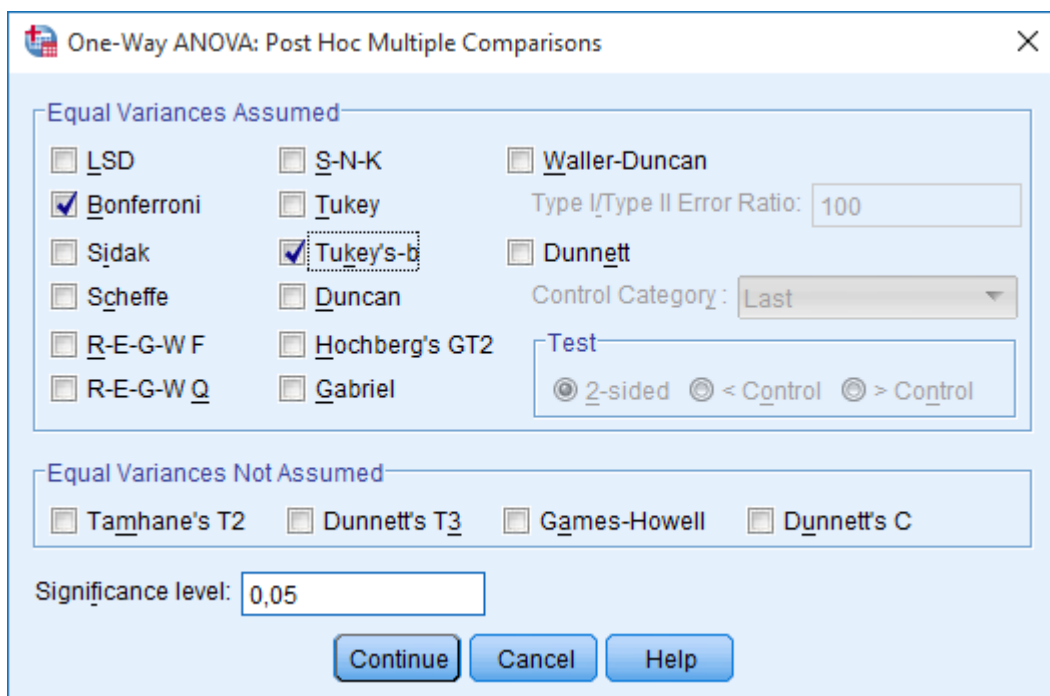 One-Way ANOVA: Post Hoc Multiple Comparisons
Equal Variances Assumed
LSD S-N-K Waller-Duncan
Bonferroni Tukey Type I/Type II Error Ratio: 100
Sidak Tukey's-b Dunnett
Scheffe Duncan Control Category : Last
R-E-G-W F Hochberg's GT2 Test
R-E-G-W Q Gabriel 2-sided < Control > Control
Equal Variances Not Assumed
Tamhane's T2 Dunnett's T3 Games-Howell Dunnett's C
Significance level: 0,05
Continue Cancel Help